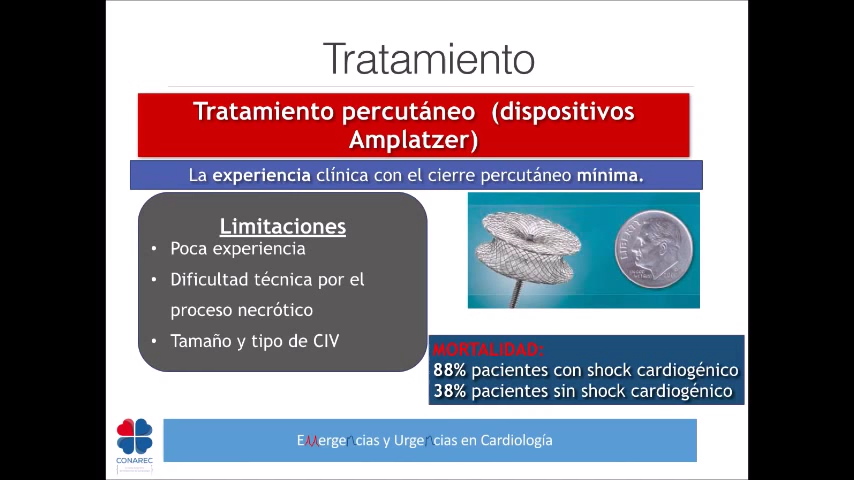 Tratamiento
Tratamiento percutáneo (dispositivos
Amplatzer)
La experiencia clínica con el cierre percutáneo mínima.
Limitaciones
• Poca experiencia
• Dificultad técnica por el
proceso necrótico
• Tamaño y tipo de CIV
LIBERTY
MORTALIDAD:
88% pacientes con shock cardiogénico
38% pacientes sin shock cardiogénico
Emergencias y Urgencias en Cardiología
CONAREC